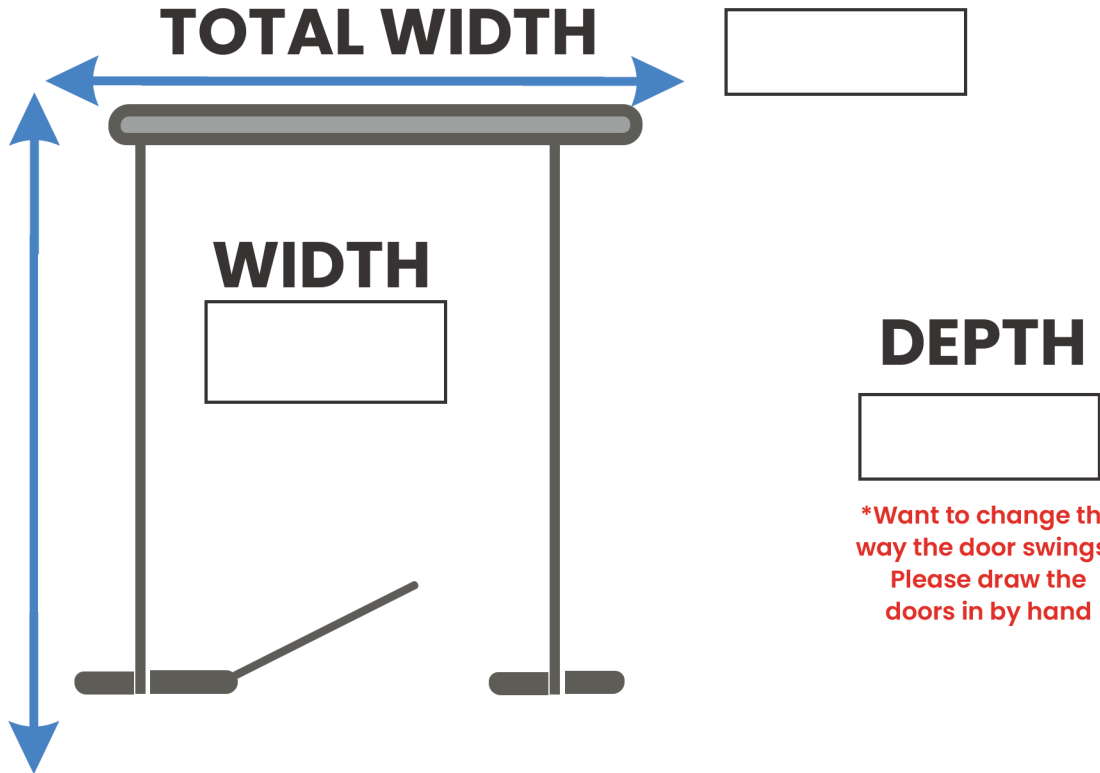 TOTAL WIDTH
WIDTH
DEPTH
*Want to change th
way the door swings
Please draw the
doors in by hand